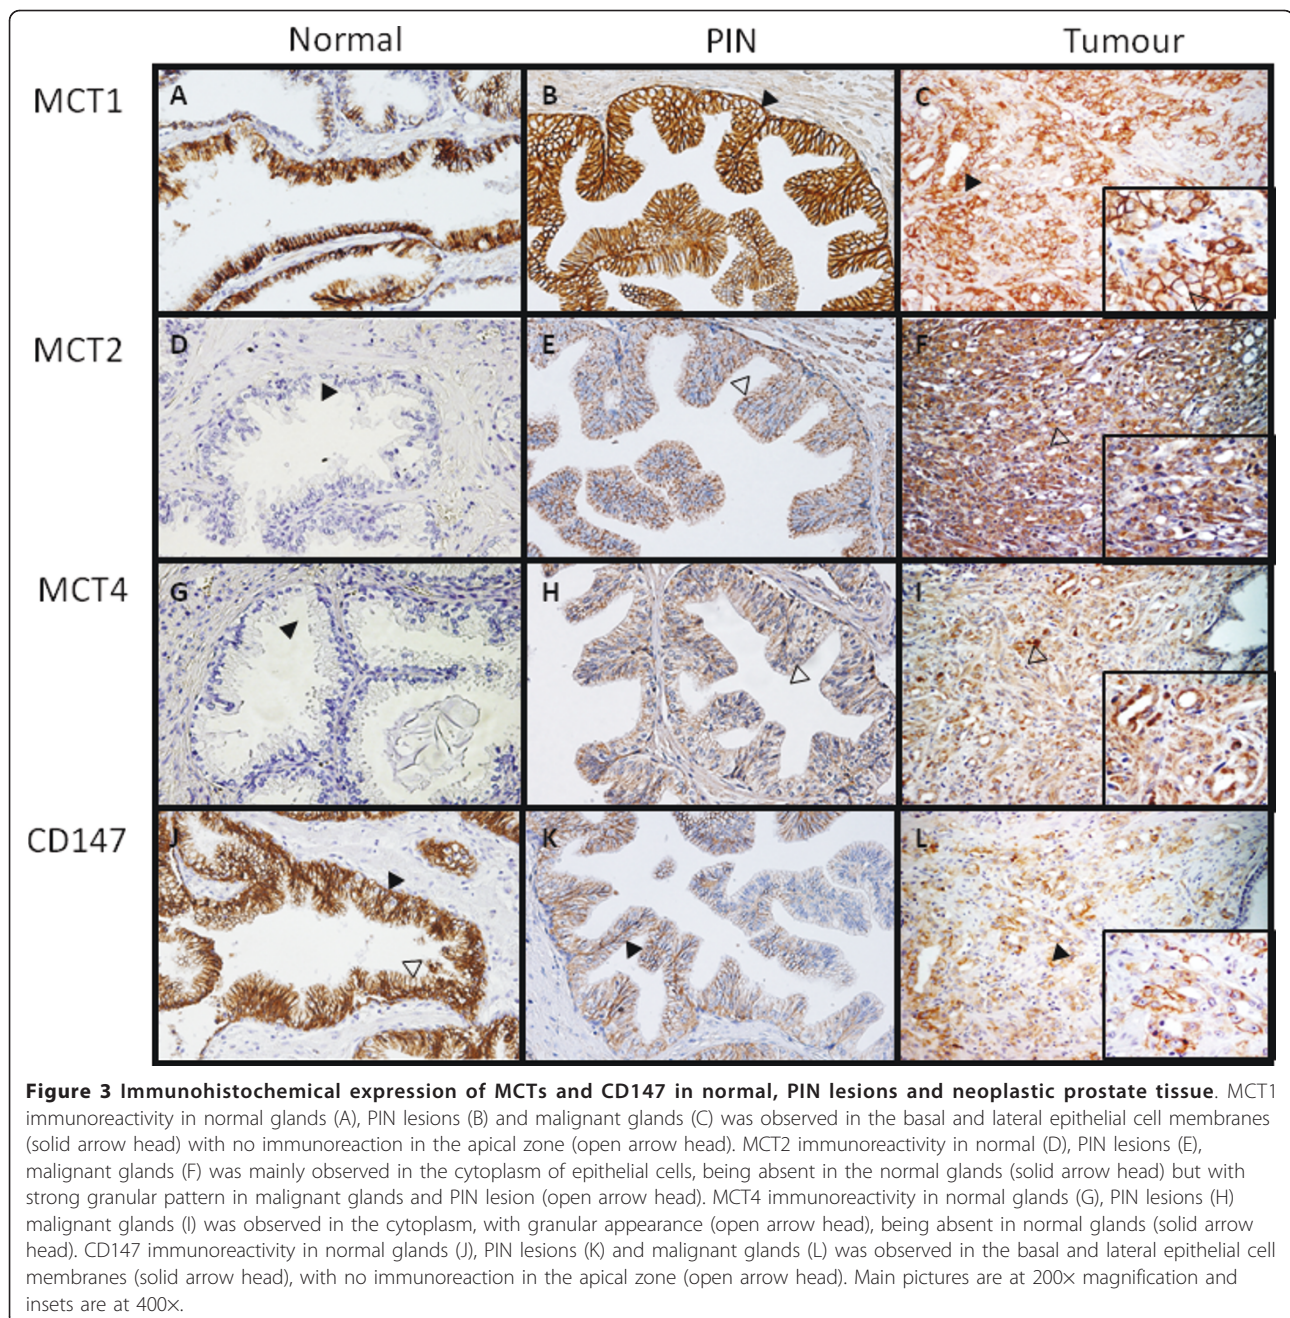 Normal PIN Tumour
MCT1 A B C
MCT2 D E F
MCT4 G H I
CD147 J K L
Figure 3 Immunohistochemical expression of MCTs and CD147 in normal, PIN lesions and neoplastic prostate tissue. MCT1
immunoreactivity in normal glands (A), PIN lesions (B) and malignant glands (C) was observed in the basal and lateral epithelial cell membranes
(solid arrow head) with no immunoreaction in the apical zone (open arrow head). MCT2 immunoreactivity in normal (D), PIN lesions (E),
malignant glands (F) was mainly observed in the cytoplasm of epithelial cells, being absent in the normal glands (solid arrow head) but with
strong granular pattern in malignant glands and PIN lesion (open arrow head). MCT4 immunoreactivity in normal glands (G), PIN lesions (H)
malignant glands (I) was observed in the cytoplasm, with granular appearance (open arrow head), being absent in normal glands (solid arrow
head). CD147 immunoreactivity in normal glands (J), PIN lesions (K) and malignant glands (L) was observed in the basal and lateral epithelial cell
membranes (solid arrow head), with no immunoreaction in the apical zone (open arrow head). Main pictures are at 200× magnification and
insets are at 400×.